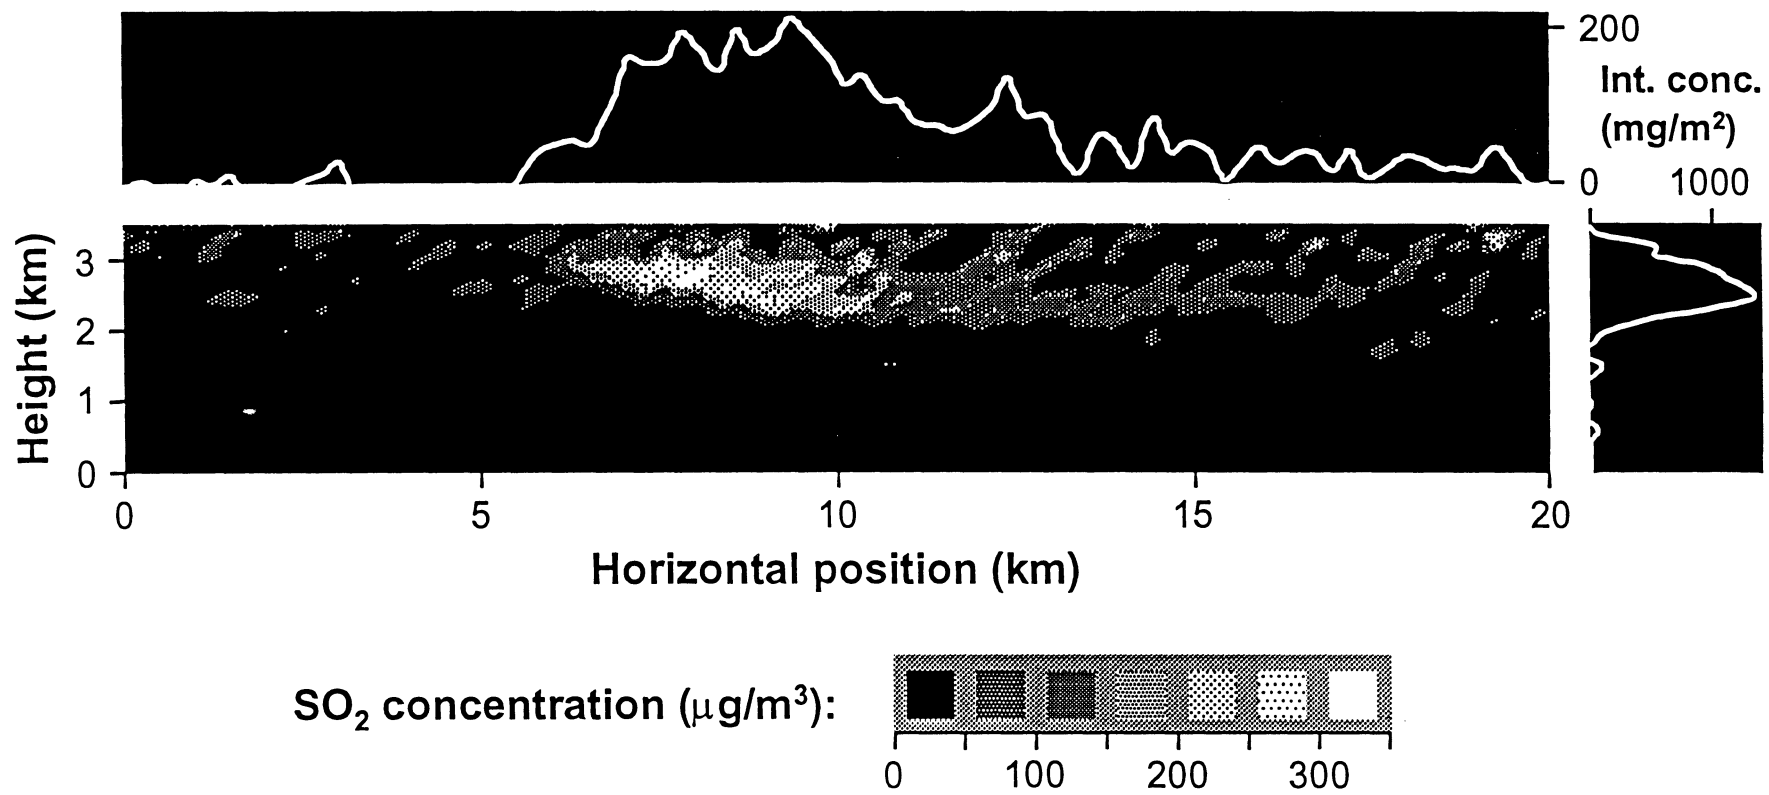 200
Int. conc.
(mg/m²)
0 1000
Height (km)
3
2
1
0
0 5 10 15 20
Horizontal position (km)
SO₂ concentration (μg/m³):
0 100 200 300